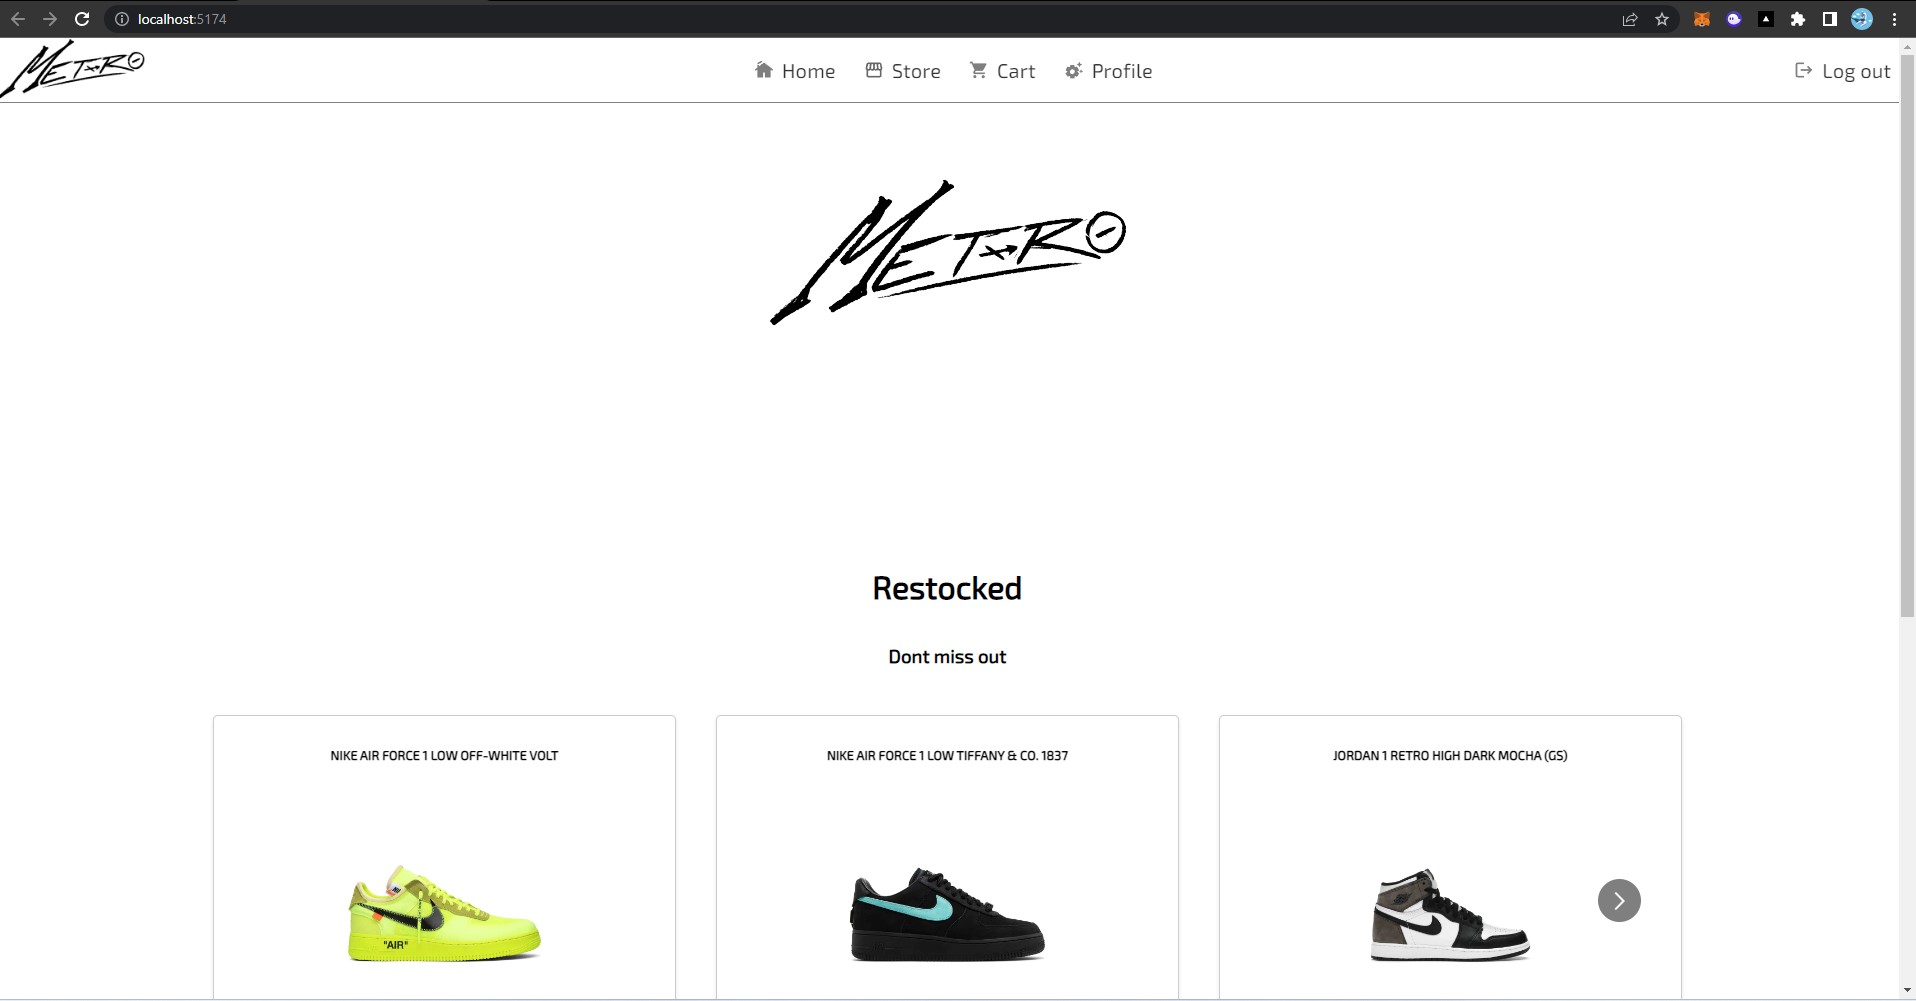 localhost:5174
METRO
Home
Store
Cart
Profile
Log out
METRO
Restocked
Dont miss out
NIKE AIR FORCE 1 LOW OFF-WHITE VOLT
NIKE AIR FORCE 1 LOW TIFFANY & CO. 1837
JORDAN 1 RETRO HIGH DARK MOCHA (GS)
"AIR"